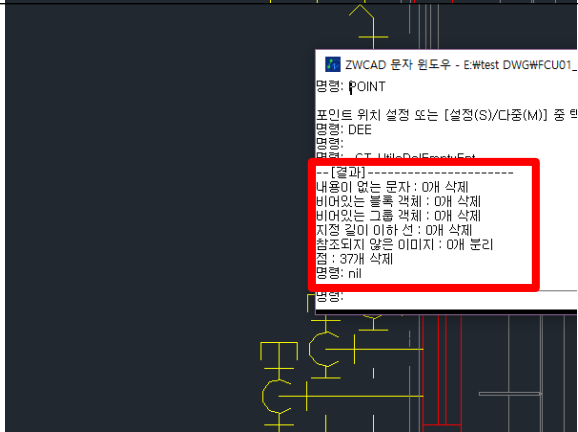 ZWCAD 문자 윈도우 - E:₩test DWG₩FCU01_
명령: POINT
포인트 위치 설정 또는 [설정(S)/다중(M)] 중 택
명령: DEE
명령:
명령: _CT_UtileDelEmptyEnt
--[결과]----------------------
내용이 없는 문자 : 0개 삭제
비어있는 블록 객체 : 0개 삭제
비어있는 그룹 객체 : 0개 삭제
지정 길이 이하 선 : 0개 삭제
참조되지 않은 이미지 : 0개 분리
점 : 37개 삭제
명령: nil
명령: